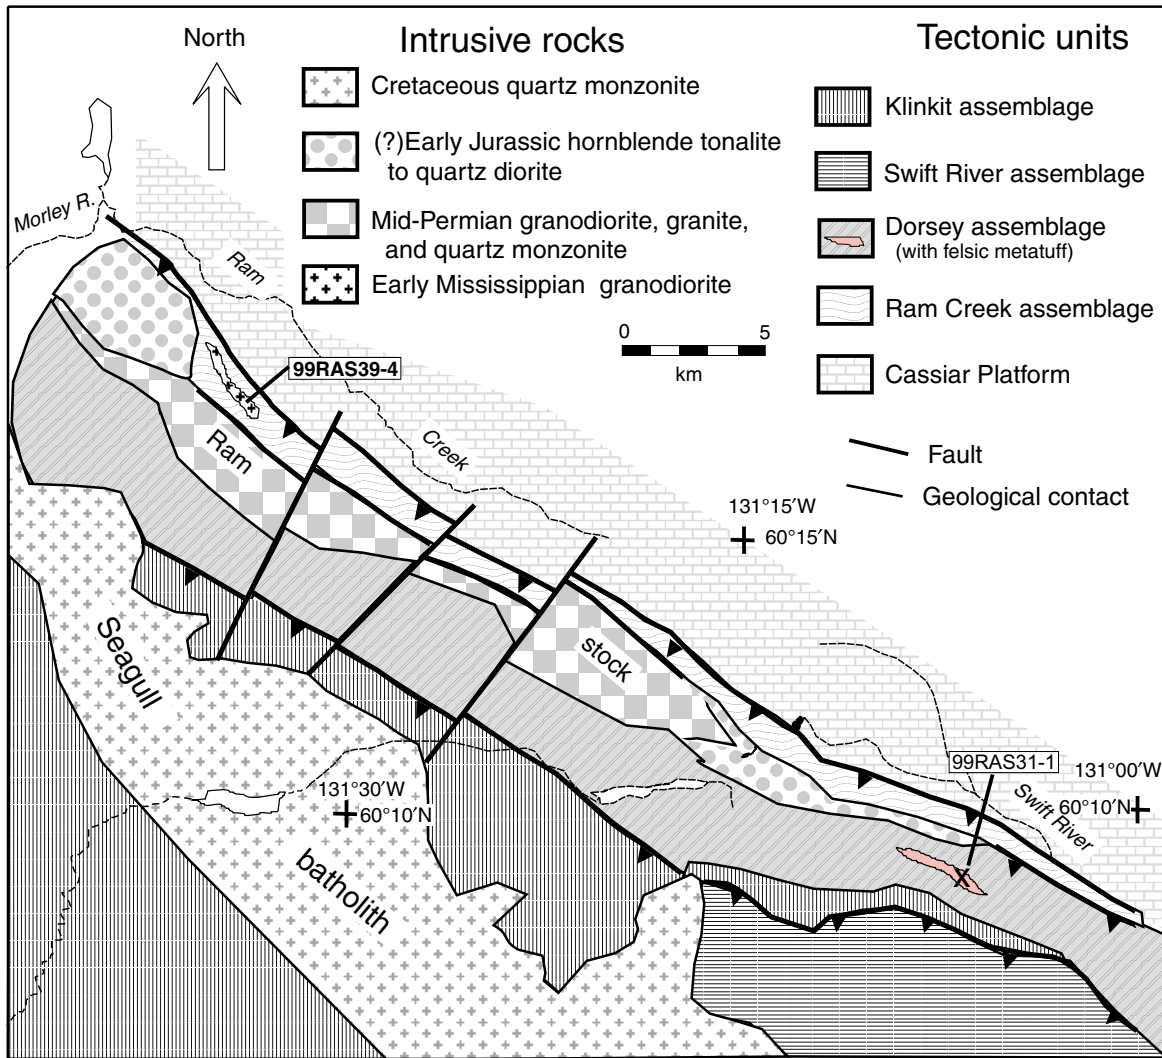 North
Intrusive rocks
Cretaceous quartz monzonite
(?)Early Jurassic hornblende tonalite
to quartz diorite
Mid-Permian granodiorite, granite,
and quartz monzonite
Early Mississippian granodiorite
0 5
km
Tectonic units
Klinkit assemblage
Swift River assemblage
Dorsey assemblage
(with felsic metatuff)
Ram Creek assemblage
Cassiar Platform
Fault
Geological contact
Morley R.
Ram
Creek
99RAS39-4
Ram
stock
131°15′W
60°15′N
Seagull
batholith
131°30′W
60°10′N
99RAS31-1
131°00′W
60°10′N
Swift River
X